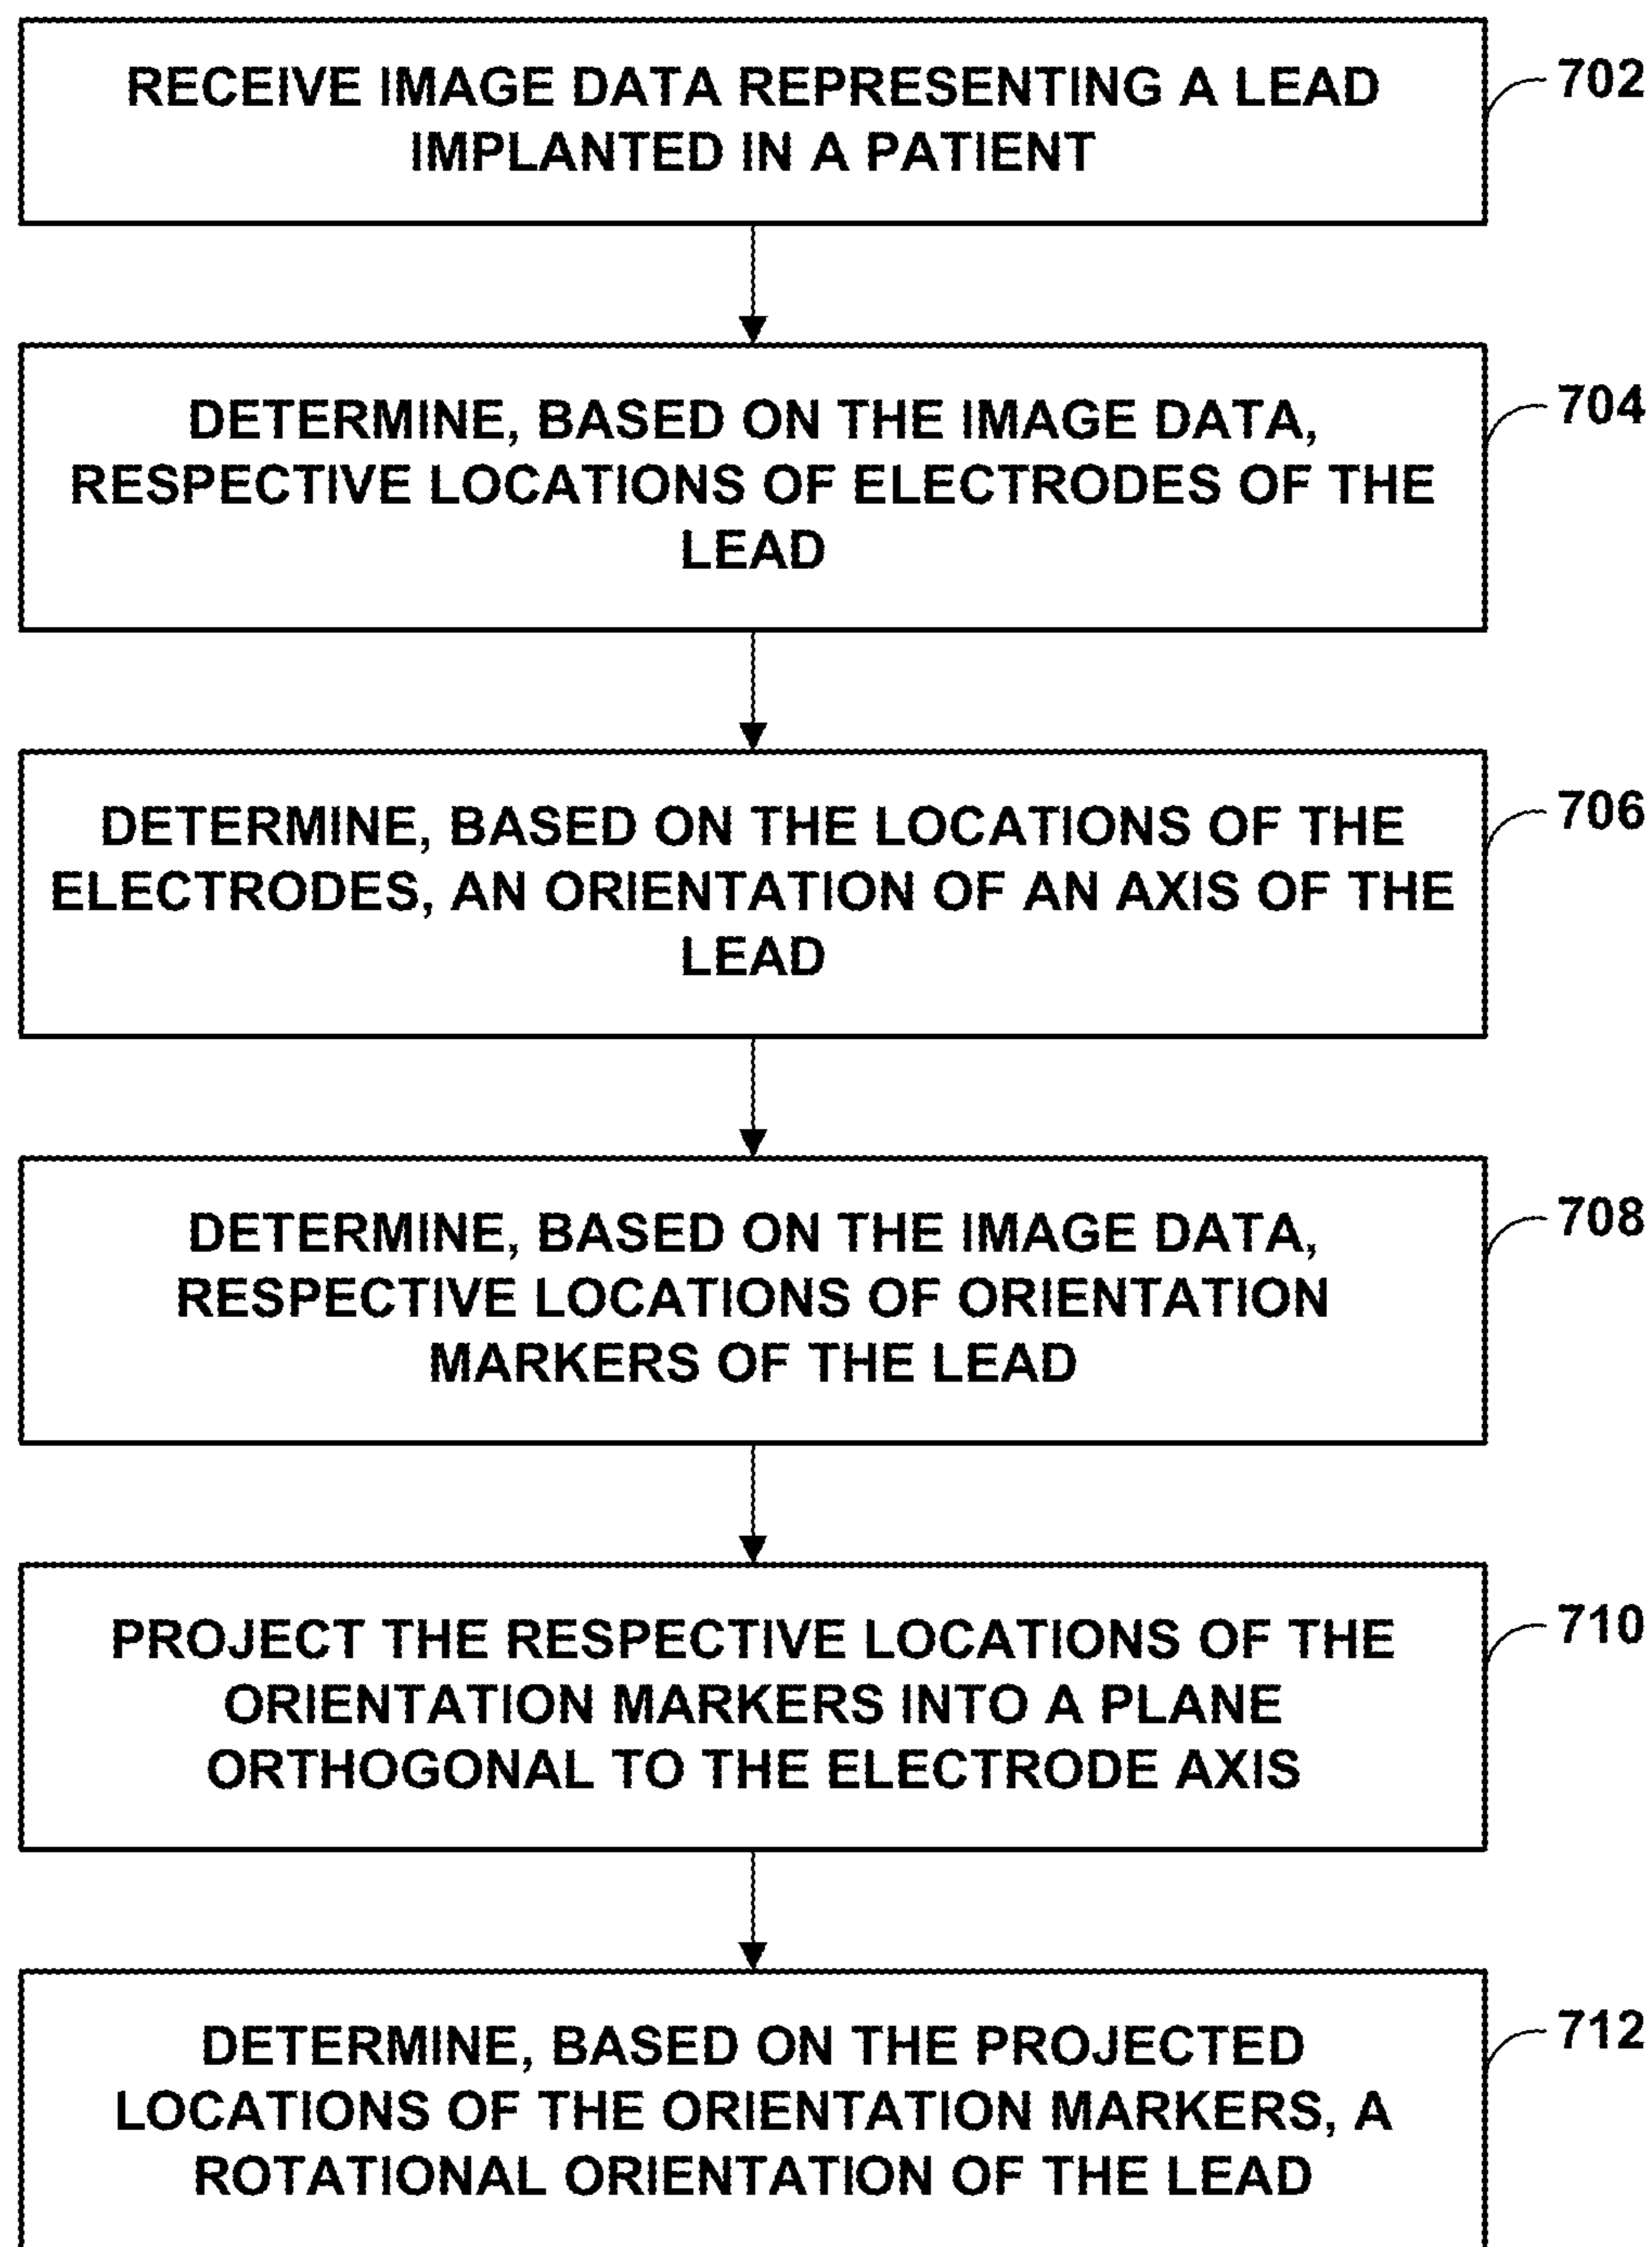 RECEIVE IMAGE DATA REPRESENTING A LEAD
IMPLANTED IN A PATIENT
702
DETERMINE, BASED ON THE IMAGE DATA,
RESPECTIVE LOCATIONS OF ELECTRODES OF THE
LEAD
704
DETERMINE, BASED ON THE LOCATIONS OF THE
ELECTRODES, AN ORIENTATION OF AN AXIS OF THE
LEAD
706
DETERMINE, BASED ON THE IMAGE DATA,
RESPECTIVE LOCATIONS OF ORIENTATION
MARKERS OF THE LEAD
708
PROJECT THE RESPECTIVE LOCATIONS OF THE
ORIENTATION MARKERS INTO A PLANE
ORTHOGONAL TO THE ELECTRODE AXIS
710
DETERMINE, BASED ON THE PROJECTED
LOCATIONS OF THE ORIENTATION MARKERS, A
ROTATIONAL ORIENTATION OF THE LEAD
712